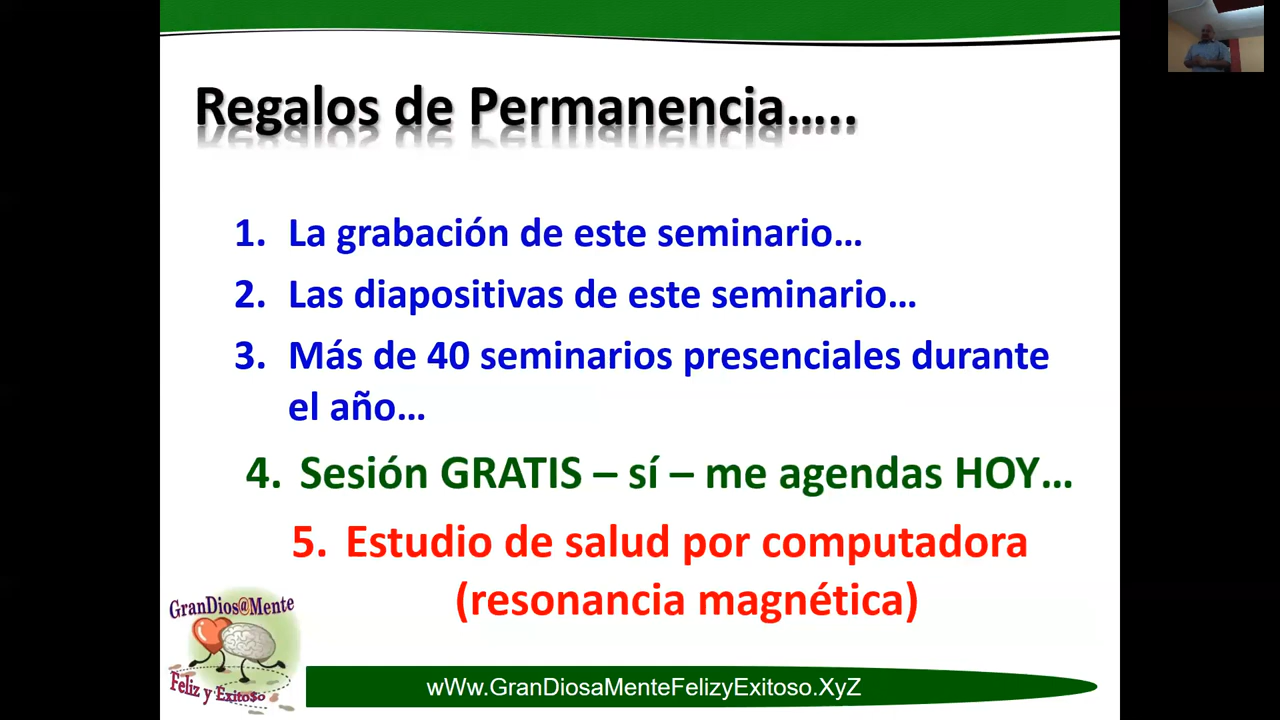 Regalos de Permanencia…..
1. La grabación de este seminario…
2. Las diapositivas de este seminario…
3. Más de 40 seminarios presenciales durante
el año…
4. Sesión GRATIS – sí – me agendas HOY…
5. Estudio de salud por computadora
(resonancia magnética)
GranDios@Mente
Feliz y Exito$o
wWw.GranDiosaMenteFelizyExitoso.XyZ